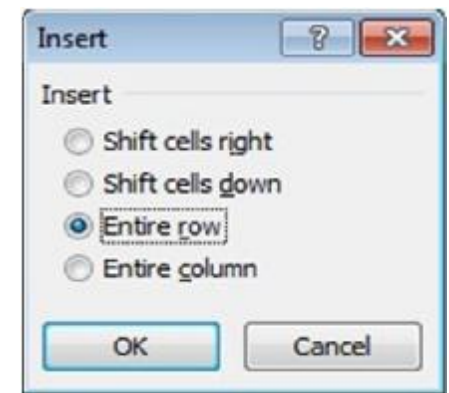 Insert ?
Insert
Shift cells right
Shift cells down
Entire row
Entire column
OK Cancel